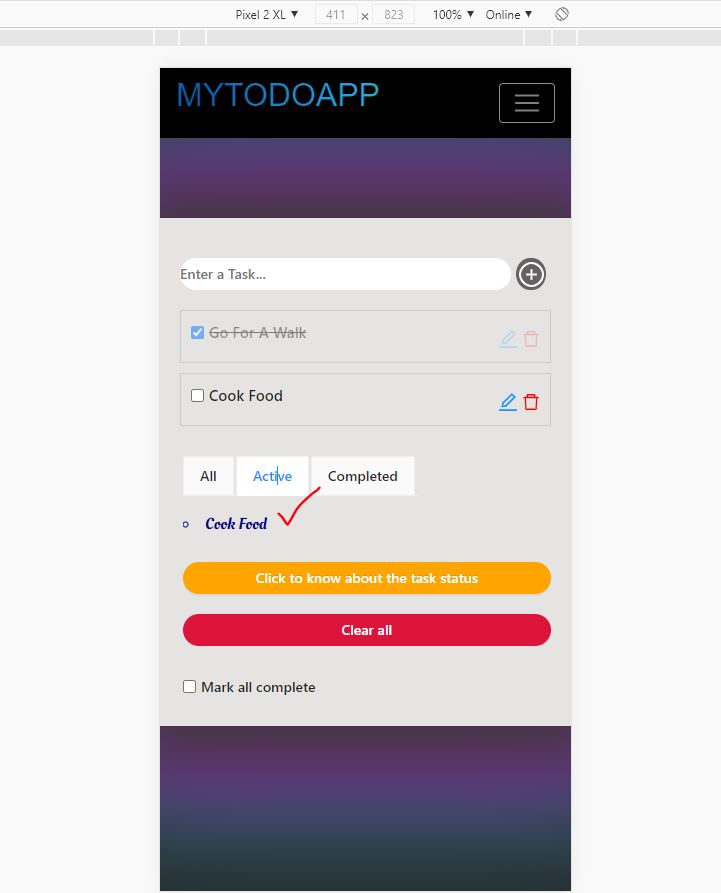 Pixel 2 XL ▼ 411 x 823 100% ▼ Online ▼
MYTODOAPP
Enter a Task...
Go For A Walk
Cook Food
All Active Completed
Cook Food
Click to know about the task status
Clear all
Mark all complete